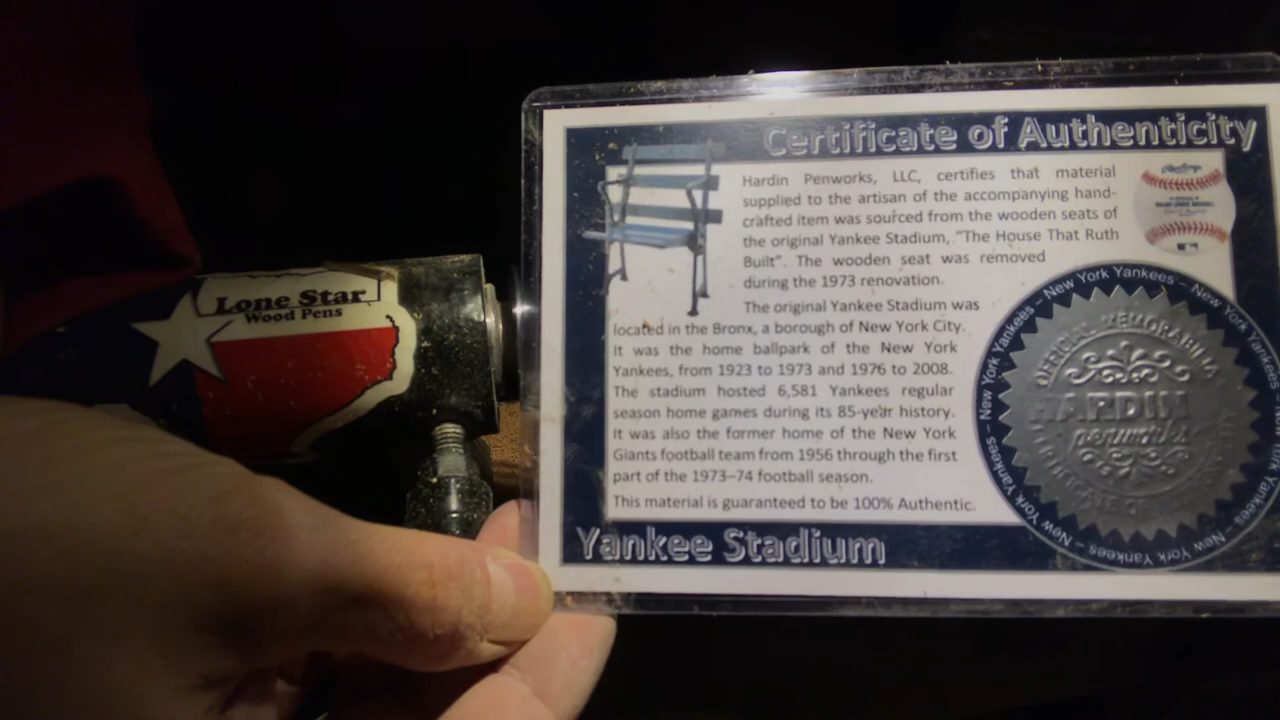 Lone Star
Wood Pens
Certificate of Authenticity
Hardin Penworks, LLC, certifies that material
supplied to the artisan of the accompanying hand-
crafted item was sourced from the wooden seats of
the original Yankee Stadium, "The House That Ruth
Built". The wooden seat was removed
during the 1973 renovation.
The original Yankee Stadium was
located in the Bronx, a borough of New York City.
It was the home ballpark of the New York
Yankees, from 1923 to 1973 and 1976 to 2008.
The stadium hosted 6,581 Yankees regular
season home games during its 85-year history.
It was also the former home of the New York
Giants football team from 1956 through the first
part of the 1973–74 football season.
This material is guaranteed to be 100% Authentic.
Yankee Stadium
Rawlings
New York Yankees – New York Yankees – New York Yankees – New York Yankees – New York Yankees
OFFICIAL MEMORABILIA
HARDIN
penworks